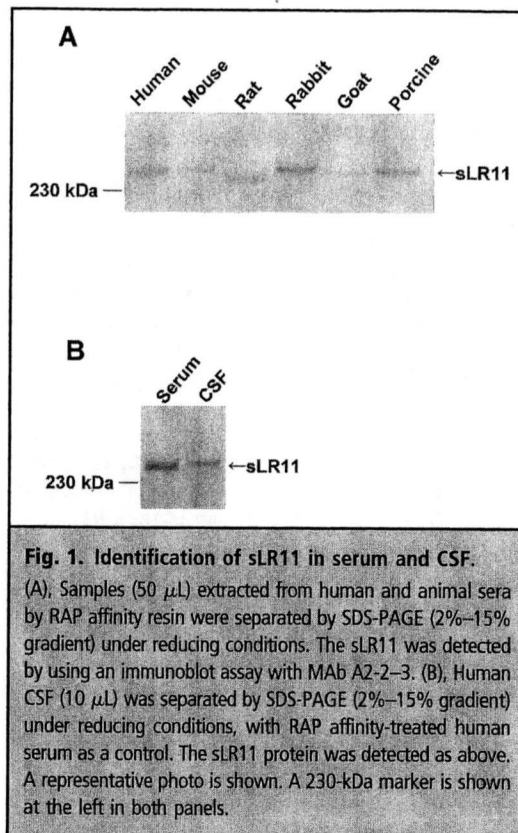 A
Human Mouse Rat Rabbit Goat Porcine
230 kDa
←sLR11
B
Serum CSF
←sLR11
230 kDa
Fig. 1. Identification of sLR11 in serum and CSF.
(A), Samples (50 μL) extracted from human and animal sera
by RAP affinity resin were separated by SDS-PAGE (2%–15%
gradient) under reducing conditions. The sLR11 was detected
by using an immunoblot assay with MAb A2-2–3. (B), Human
CSF (10 μL) was separated by SDS-PAGE (2%–15% gradient)
under reducing conditions, with RAP affinity-treated human
serum as a control. The sLR11 protein was detected as above.
A representative photo is shown. A 230-kDa marker is shown
at the left in both panels.